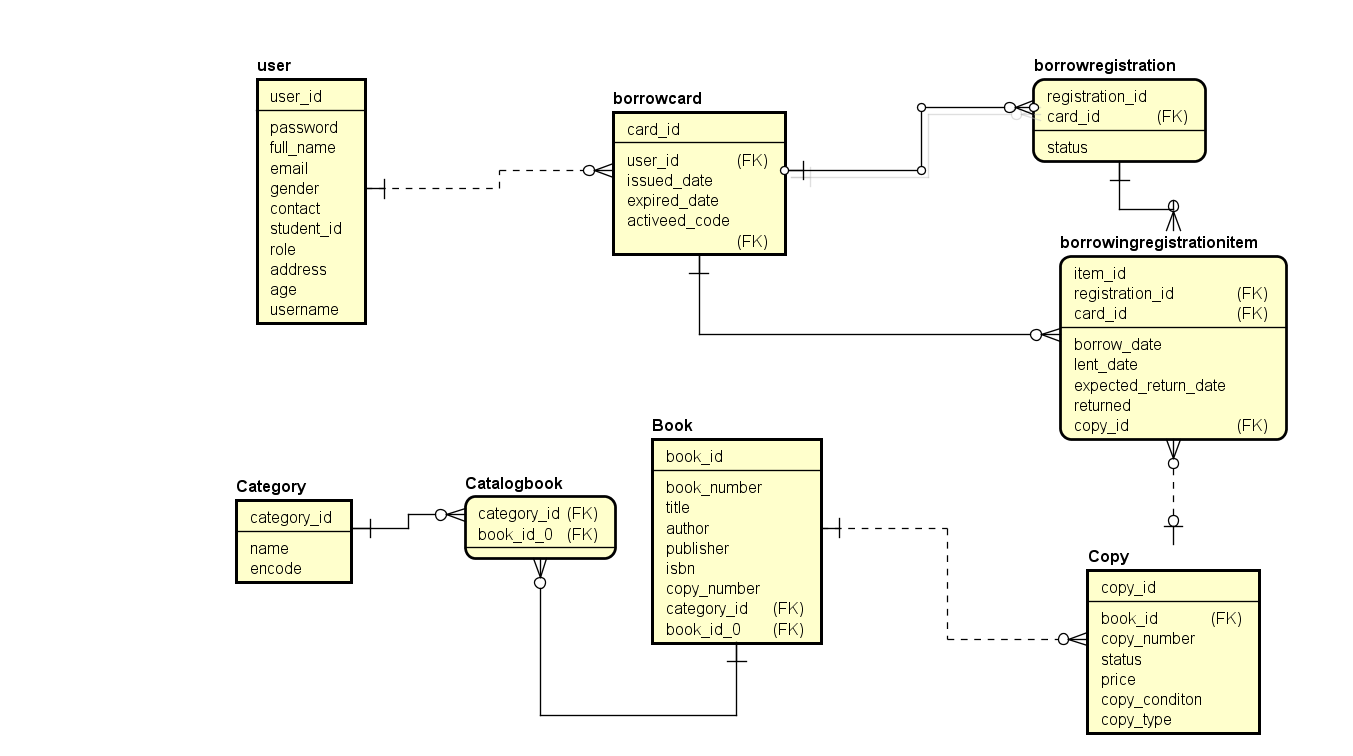 user
user_id
password
full_name
email
gender
contact
student_id
role
address
age
username
borrowcard
card_id
user_id (FK)
issued_date
expired_date
activeed_code
(FK)
borrowregistration
registration_id
card_id (FK)
status
borrowingregistrationitem
item_id
registration_id (FK)
card_id (FK)
borrow_date
lent_date
expected_return_date
returned
copy_id (FK)
Category
category_id
name
encode
Catalogbook
category_id (FK)
book_id_0 (FK)
Book
book_id
book_number
title
author
publisher
isbn
copy_number
category_id (FK)
book_id_0 (FK)
Copy
copy_id
book_id (FK)
copy_number
status
price
copy_conditon
copy_type